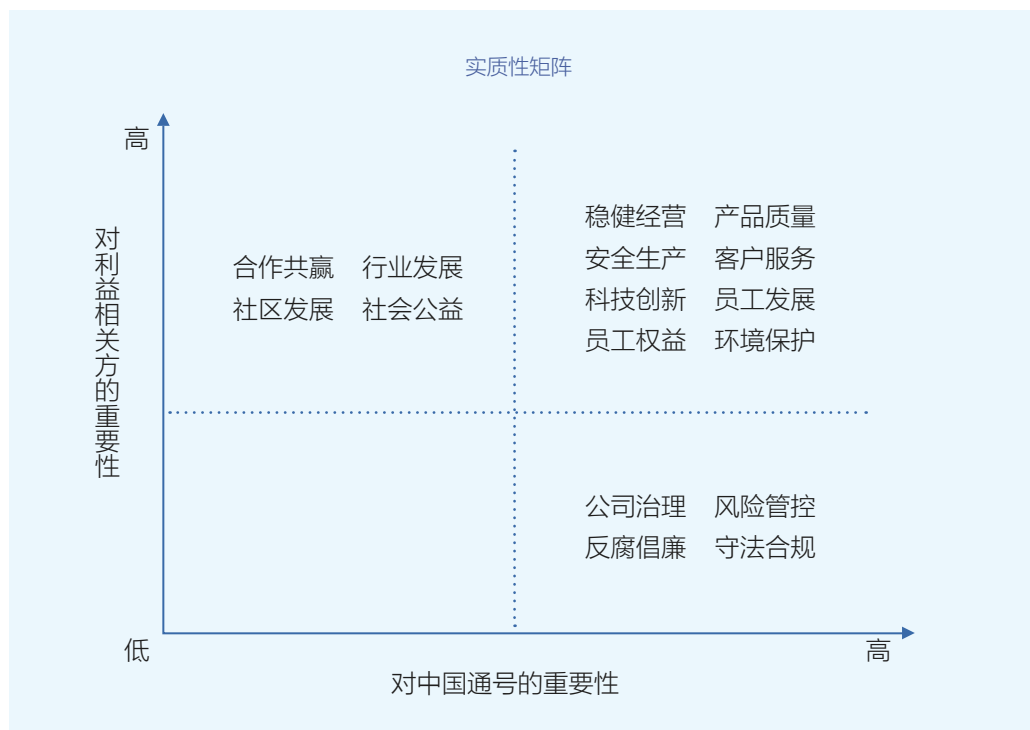 实质性矩阵
高
对利益相关方的重要性
合作共赢 行业发展
社区发展 社会公益
稳健经营 产品质量
安全生产 客户服务
科技创新 员工发展
员工权益 环境保护
公司治理 风险管控
反腐倡廉 守法合规
低
高
对中国通号的重要性